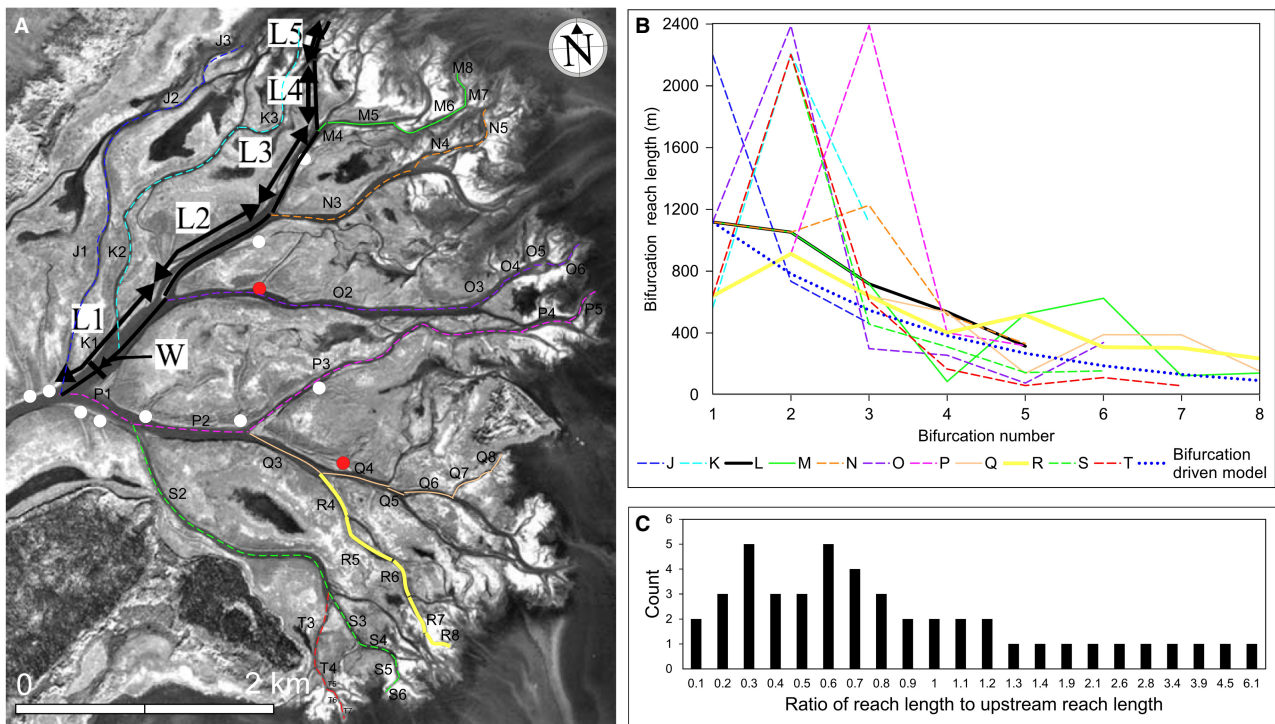 A
N
L5
J3
M8
L4
J2
M7
M6
M5
K3
M4
N5
L3
N4
L2
N3
J1
K2
O5
O4
O6
O3
O2
L1
P5
P4
K1
W
P3
P1
P2
Q8
Q3
Q4
Q7
Q6
Q5
S2
R4
R5
R6
T3
S3
R7
R8
S4
T4
S5
T5
S6
T6
T7
0 2 km
B
2400
2000
1600
1200
800
400
0
Bifurcation reach length (m)
1 2 3 4 5 6 7 8
Bifurcation number
J K L M N O P Q R S T Bifurcation
driven model
C
6
5
4
3
2
1
0
Count
0.1 0.2 0.3 0.4 0.5 0.6 0.7 0.8 0.9 1 1.1 1.2 1.3 1.4 1.9 2.1 2.6 2.8 3.4 3.9 4.5 6.1
Ratio of reach length to upstream reach length